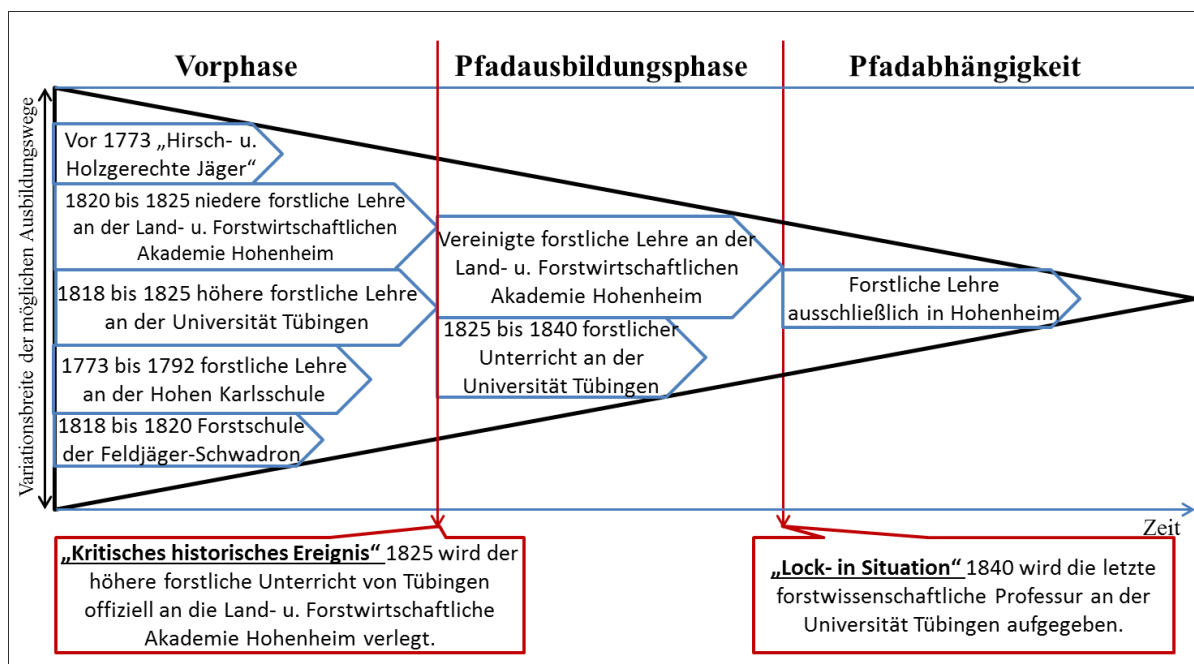 Vorphase
Pfadausbildungsphase
Pfadabhängigkeit
Variationsbreite der möglichen Ausbildungswege
Vor 1773 „Hirsch- u.
Holzgerechte Jäger“
1820 bis 1825 niedere forstliche Lehre
an der Land- u. Forstwirtschaftlichen
Akademie Hohenheim
1818 bis 1825 höhere forstliche Lehre
an der Universität Tübingen
1773 bis 1792 forstliche Lehre
an der Hohen Karlsschule
1818 bis 1820 Forstschule
der Feldjäger-Schwadron
Vereinigte forstliche Lehre an der
Land- u. Forstwirtschaftlichen
Akademie Hohenheim
1825 bis 1840 forstlicher
Unterricht an der
Universität Tübingen
Forstliche Lehre
ausschließlich in Hohenheim
Zeit
„Kritisches historisches Ereignis“ 1825 wird der
höhere forstliche Unterricht von Tübingen
offiziell an die Land- u. Forstwirtschaftliche
Akademie Hohenheim verlegt.
„Lock- in Situation“ 1840 wird die letzte
forstwissenschaftliche Professur an der
Universität Tübingen aufgegeben.